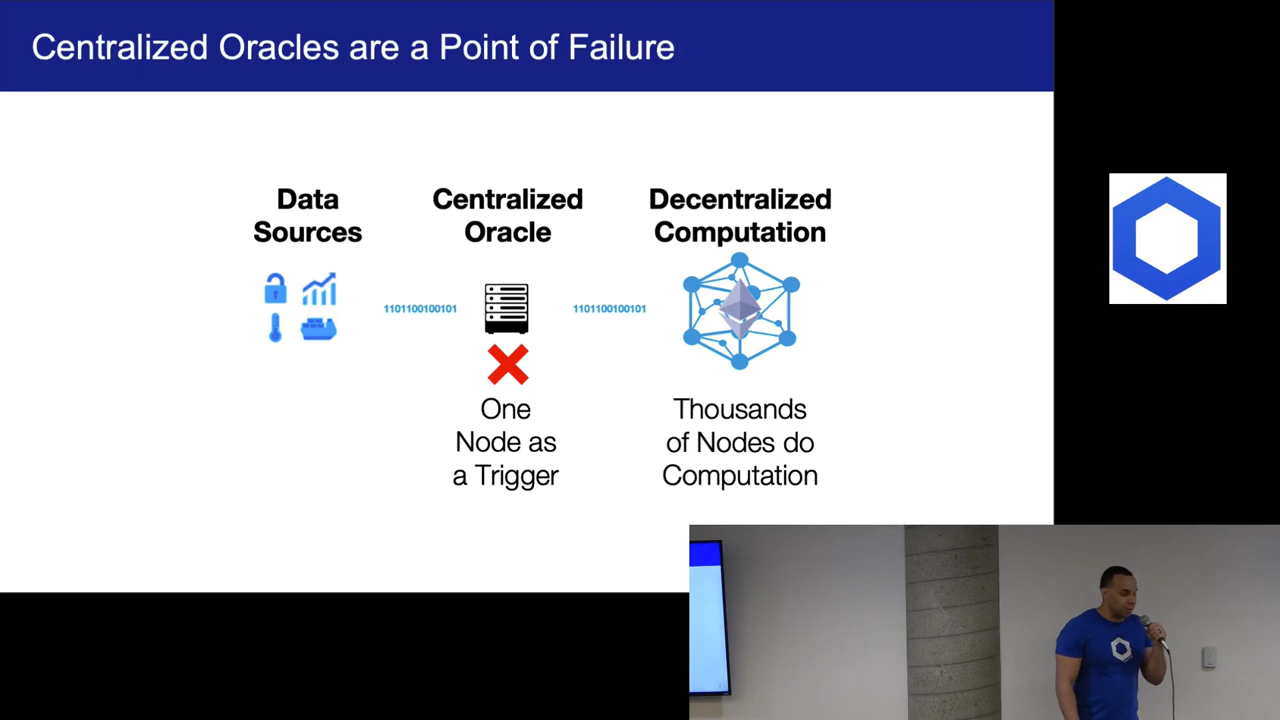 Centralized Oracles are a Point of Failure
Data
Sources
Centralized
Oracle
Decentralized
Computation
1101100100101
1101100100101
One
Node as
a Trigger
Thousands
of Nodes do
Computation